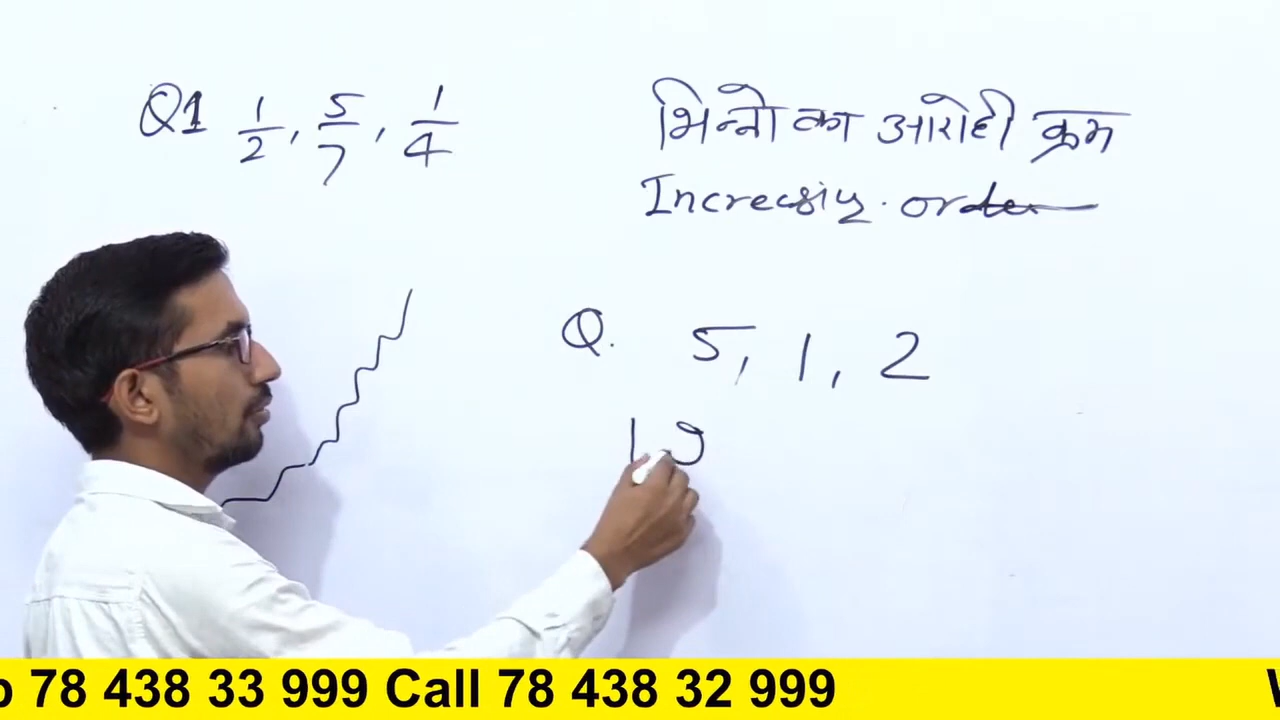 Q1 1/2, 5/7, 1/4
भिन्नो का आरोही क्रम
Increasing order
Q. 5, 1, 2
1
78 438 33 999 Call 78 438 32 999